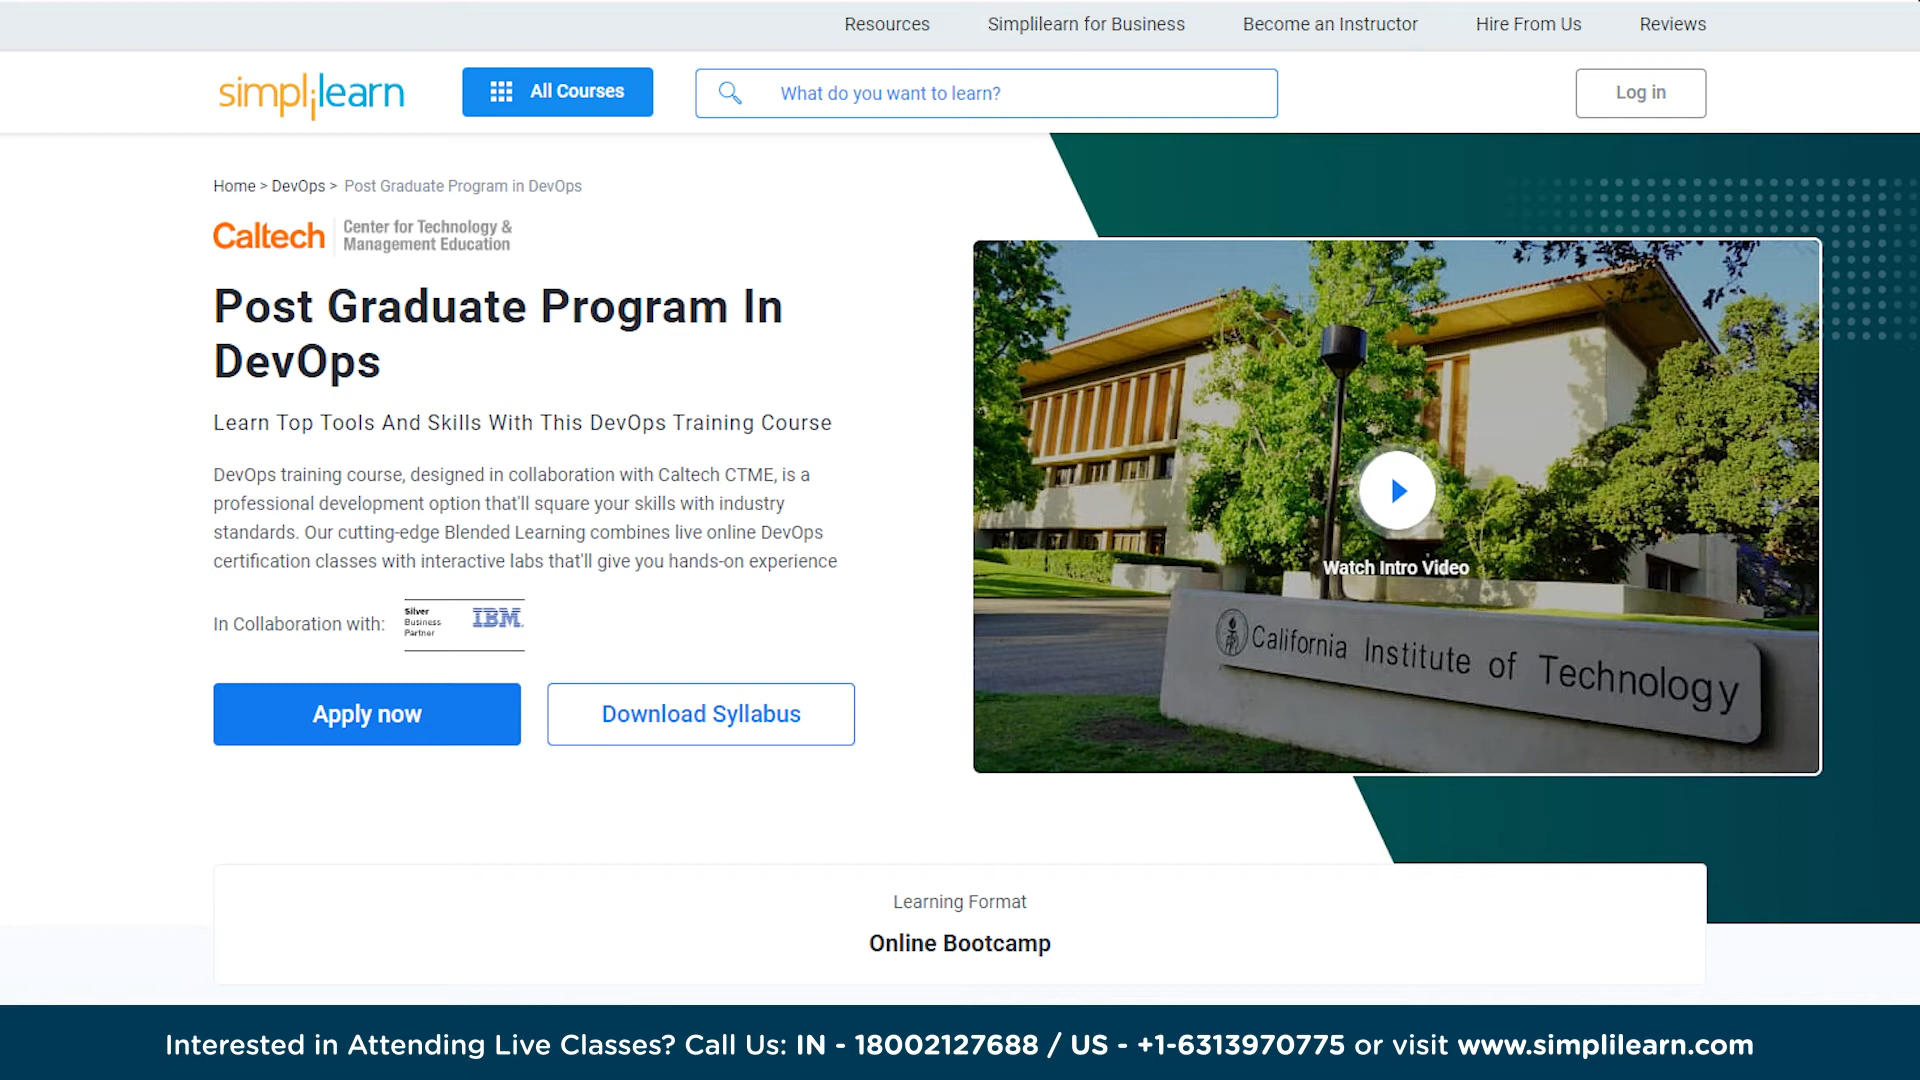 Resources Simplilearn for Business Become an Instructor Hire From Us Reviews
simplilearn All Courses What do you want to learn? Log in
Home > DevOps > Post Graduate Program in DevOps
Caltech Center for Technology &
Management Education
Post Graduate Program In
DevOps
Learn Top Tools And Skills With This DevOps Training Course
DevOps training course, designed in collaboration with Caltech CTME, is a
professional development option that'll square your skills with industry
standards. Our cutting-edge Blended Learning combines live online DevOps
certification classes with interactive labs that'll give you hands-on experience
In Collaboration with:
Silver
Business
Partner
IBM
Apply now
Download Syllabus
Watch Intro Video
California Institute of Technology
Learning Format
Online Bootcamp
Interested in Attending Live Classes? Call Us: IN - 18002127688 / US - +1-6313970775 or visit www.simplilearn.com